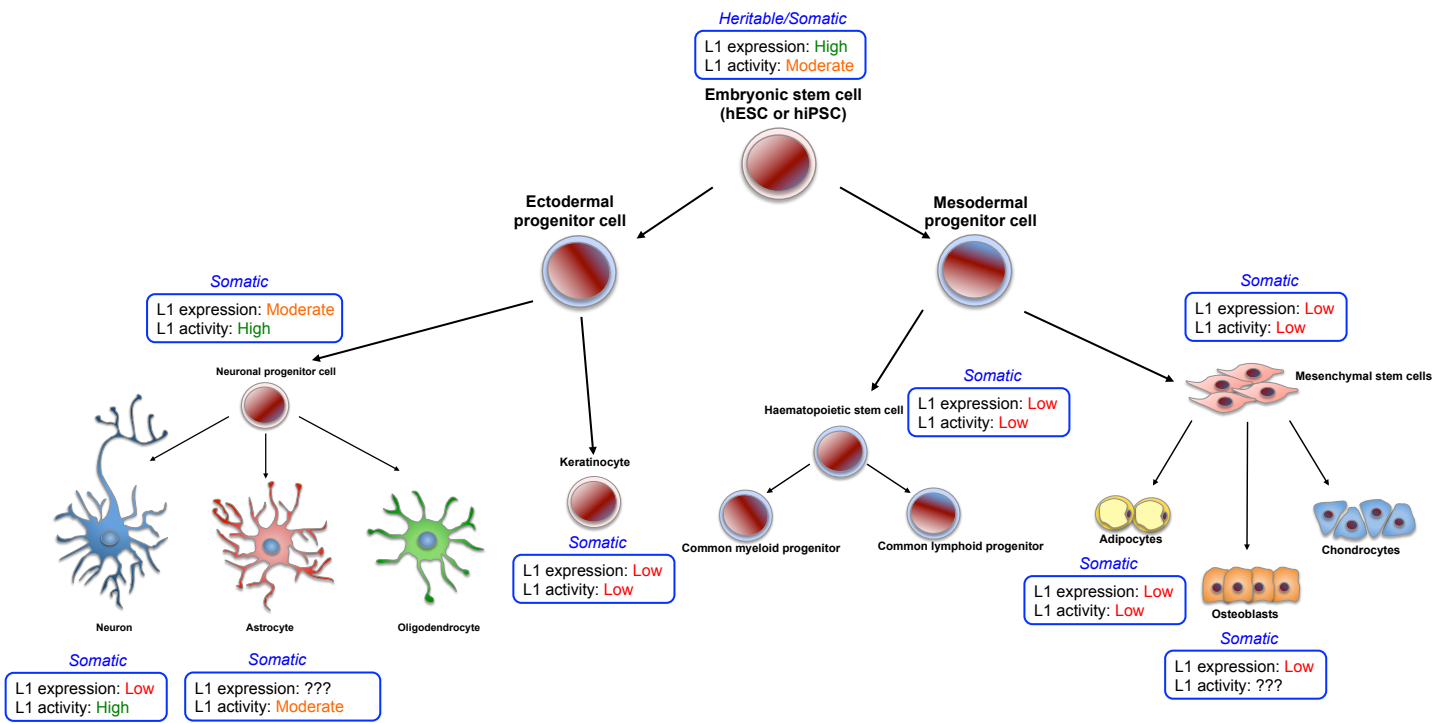 Heritable/Somatic
L1 expression: High
L1 activity: Moderate
Embryonic stem cell
(hESC or hiPSC)
Ectodermal
progenitor cell
Mesodermal
progenitor cell
Somatic
L1 expression: Moderate
L1 activity: High
Neuronal progenitor cell
Somatic
L1 expression: Low
L1 activity: Low
Mesenchymal stem cells
Somatic
L1 expression: Low
L1 activity: Low
Haematopoietic stem cell
Keratinocyte
Somatic
L1 expression: Low
L1 activity: Low
Common myeloid progenitor
Common lymphoid progenitor
Adipocytes
Somatic
L1 expression: Low
L1 activity: Low
Chondrocytes
Osteoblasts
Somatic
L1 expression: Low
L1 activity: ???
Neuron
Astrocyte
Oligodendrocyte
Somatic
L1 expression: Low
L1 activity: High
Somatic
L1 expression: ???
L1 activity: Moderate